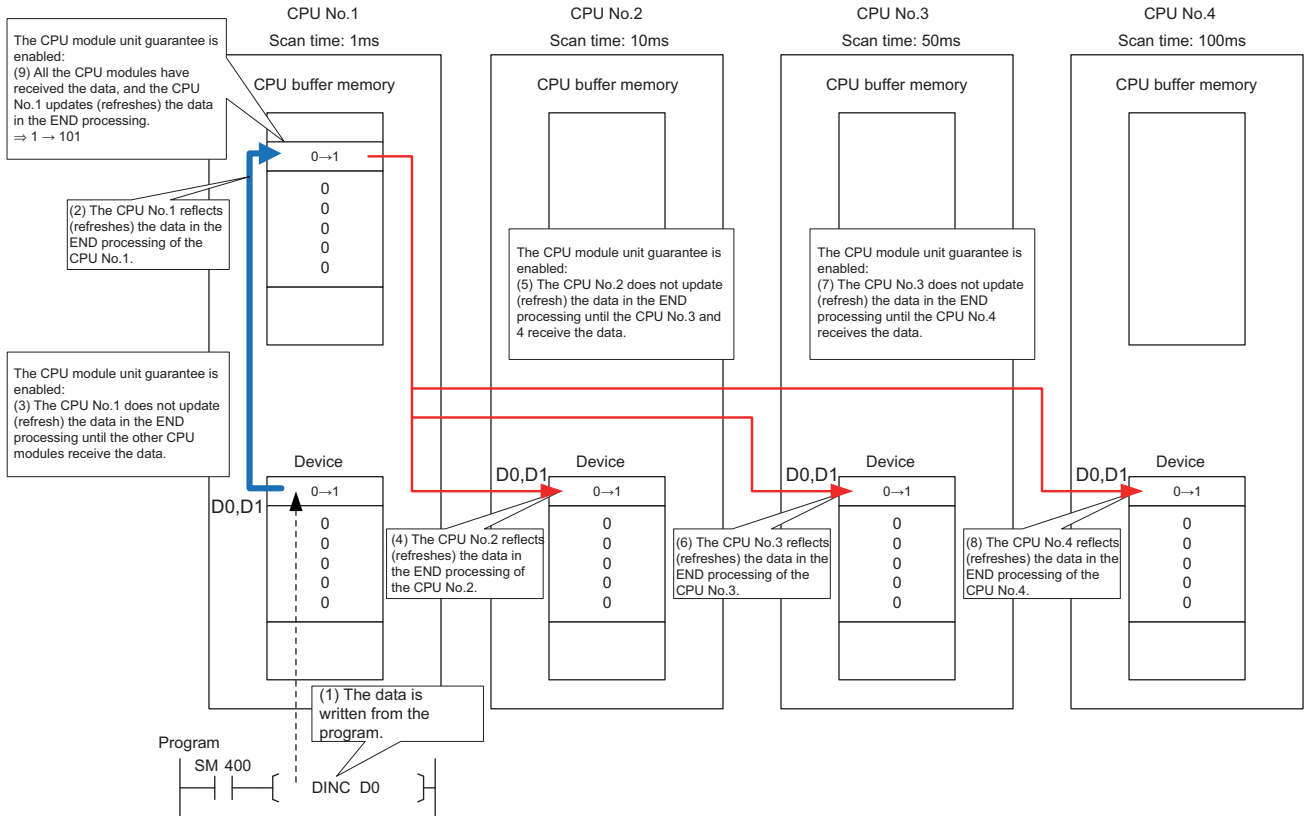 CPU No.1
Scan time: 1ms
CPU No.2
Scan time: 10ms
CPU No.3
Scan time: 50ms
CPU No.4
Scan time: 100ms
The CPU module unit guarantee is
enabled:
(9) All the CPU modules have
received the data, and the CPU
No.1 updates (refreshes) the data
in the END processing.
⇒ 1 → 101
CPU buffer memory
CPU buffer memory
CPU buffer memory
CPU buffer memory
0→1
0
0
0
0
0
(2) The CPU No.1 reflects
(refreshes) the data in the
END processing of the
CPU No.1.
The CPU module unit guarantee is
enabled:
(5) The CPU No.2 does not update
(refresh) the data in the END
processing until the CPU No.3 and
4 receive the data.
The CPU module unit guarantee is
enabled:
(7) The CPU No.3 does not update
(refresh) the data in the END
processing until the CPU No.4
receives the data.
The CPU module unit guarantee is
enabled:
(3) The CPU No.1 does not update
(refresh) the data in the END
processing until the other CPU
modules receive the data.
Device
D0,D1
0→1
0
0
0
0
0
Device
D0,D1
0→1
0
0
0
0
0
(4) The CPU No.2 reflects
(refreshes) the data in
the END processing of
the CPU No.2.
Device
D0,D1
0→1
0
0
0
0
0
(6) The CPU No.3 reflects
(refreshes) the data in the
END processing of the
CPU No.3.
Device
D0,D1
0→1
0
0
0
0
0
(8) The CPU No.4 reflects
(refreshes) the data in the
END processing of the
CPU No.4.
(1) The data is
written from the
program.
Program
SM 400
DINC D0